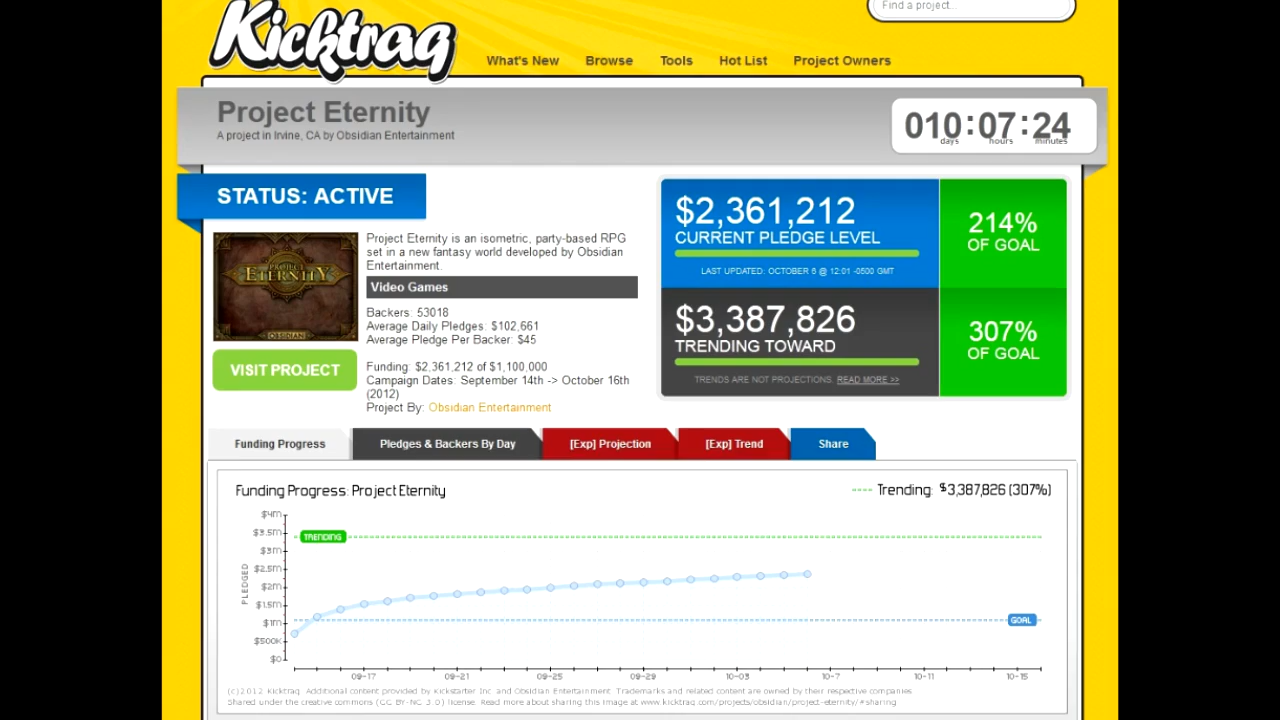 Kicktraq
Find a project...
What's New Browse Tools Hot List Project Owners
Project Eternity
A project in Irvine, CA by Obsidian Entertainment
010:07:24
days hours minutes
STATUS: ACTIVE
PROJECT
ETERNITY
OBSIDIAN
VISIT PROJECT
Project Eternity is an isometric, party-based RPG
set in a new fantasy world developed by Obsidian
Entertainment.
Video Games
Backers: 53018
Average Daily Pledges: $102,661
Average Pledge Per Backer: $45
Funding: $2,361,212 of $1,100,000
Campaign Dates: September 14th -> October 16th
(2012)
Project By: Obsidian Entertainment
$2,361,212
CURRENT PLEDGE LEVEL
LAST UPDATED: OCTOBER 6 @ 12:01 -0500 GMT
214%
OF GOAL
$3,387,826
TRENDING TOWARD
TRENDS ARE NOT PROJECTIONS. READ MORE >>
307%
OF GOAL
Funding Progress Pledges & Backers By Day [Exp] Projection [Exp] Trend Share
Funding Progress: Project Eternity
Trending: $3,387,826 (307%)
PLEDGED
$4m
$3.5m
$3m
$2.5m
$2m
$1.5m
$1m
$500k
$0
TRENDING
GOAL
09-17 09-21 09-25 09-29 10-03 10-7 10-11 10-15
(c)2012 Kicktraq. Additional content provided by Kickstarter Inc. and Obsidian Entertainment. Trademarks and related content are owned by their respective companies
Shared under the creative commons (CC BY-NC 3.0) license. Read more about sharing this image at www.kicktraq.com/projects/obsidian/project-eternity/#sharing